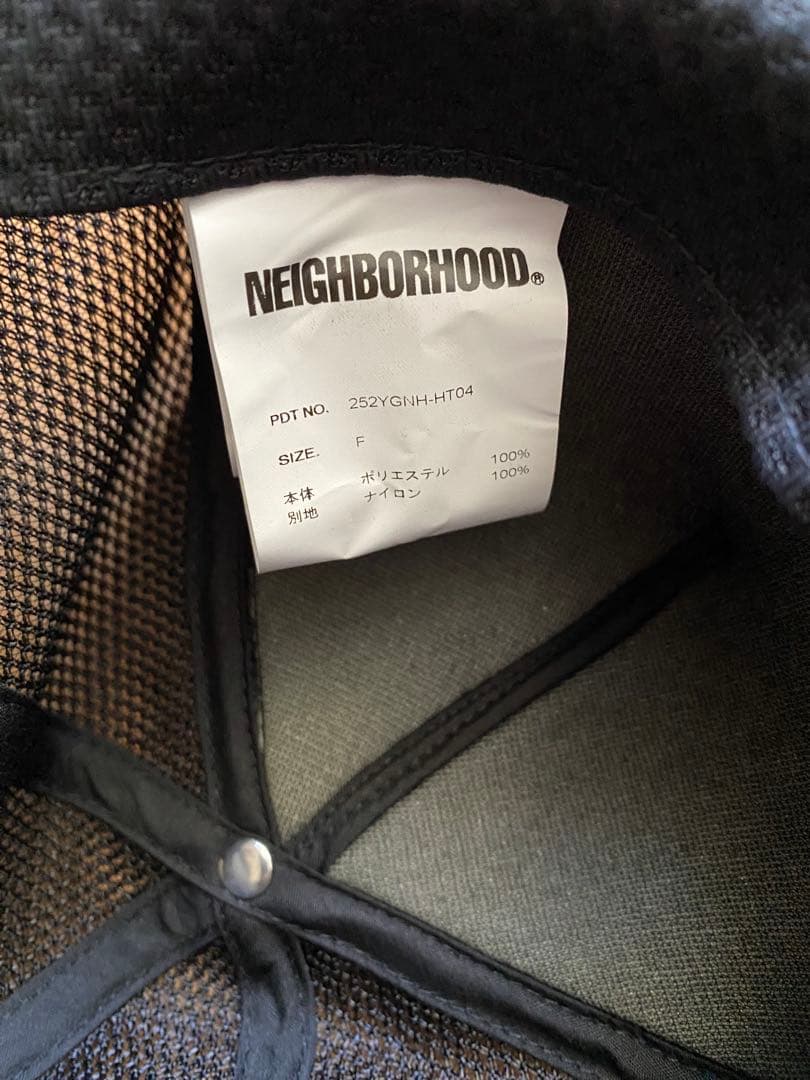 NEIGHBORHOOD®
PDT NO. 252YGNH-HT04
SIZE. F
本体 ポリエステル 100%
別地 ナイロン 100%